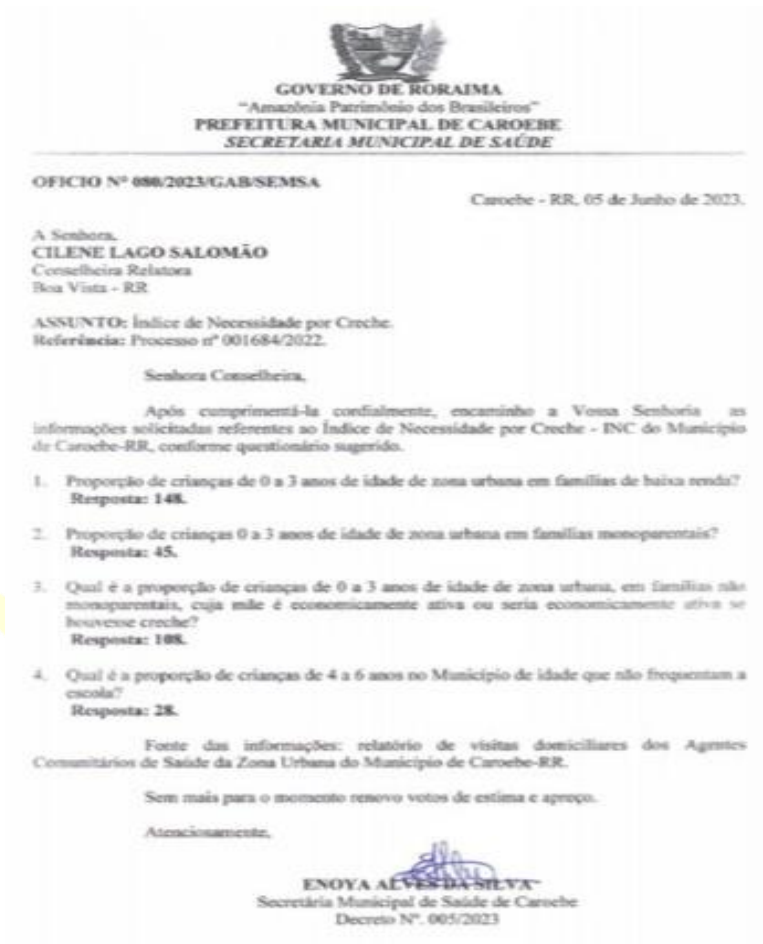 GOVERNO DE RORAIMA
"Amazônia Patrimônio dos Brasileiros"
PREFEITURA MUNICIPAL DE CAROEBE
SECRETARIA MUNICIPAL DE SAÚDE
OFICIO Nº 080/2023/GAB/SEMSA
Caroebe - RR, 05 de Junho de 2023.
A Senhora,
CILENE LAGO SALOMÃO
Conselheira Relatora
Boa Vista - RR
ASSUNTO: Índice de Necessidade por Creche.
Referência: Processo nº 001684/2022.
Senhora Conselheira,
Após cumprimentá-la cordialmente, encaminho a Vossa Senhoria as
informações solicitadas referentes ao Índice de Necessidade por Creche - INC do Município
de Caroebe-RR, conforme questionário sugerido.
1. Proporção de crianças de 0 a 3 anos de idade de zona urbana em famílias de baixa renda?
Resposta: 148.
2. Proporção de crianças 0 a 3 anos de idade de zona urbana em famílias monoparentais?
Resposta: 45.
3. Qual é a proporção de crianças de 0 a 3 anos de idade de zona urbana, em famílias não
monoparentais, cuja mãe é economicamente ativa ou seria economicamente ativa se
houvesse creche?
Resposta: 108.
4. Qual é a proporção de crianças de 4 a 6 anos no Município de idade que não frequentam a
escola?
Resposta: 28.
Fonte das informações: relatório de visitas domiciliares dos Agentes
Comunitários de Saúde da Zona Urbana do Município de Caroebe-RR.
Sem mais para o momento renovo votos de estima e apreço.
Atenciosamente,
ENOYA ALVES DA SILVA
Secretária Municipal de Saúde de Caroebe
Decreto Nº. 005/2023